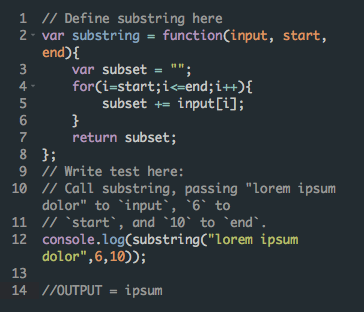 1 // Define substring here
2 var substring = function(input, start,
end){
3 var subset = "";
4 for(i=start;i<=end;i++){
5 subset += input[i];
6 }
7 return subset;
8 };
9 // Write test here:
10 // Call substring, passing "lorem ipsum
dolor" to `input`, `6` to
11 // `start`, and `10` to `end`.
12 console.log(substring("lorem ipsum
dolor",6,10));
13
14 //OUTPUT = ipsum